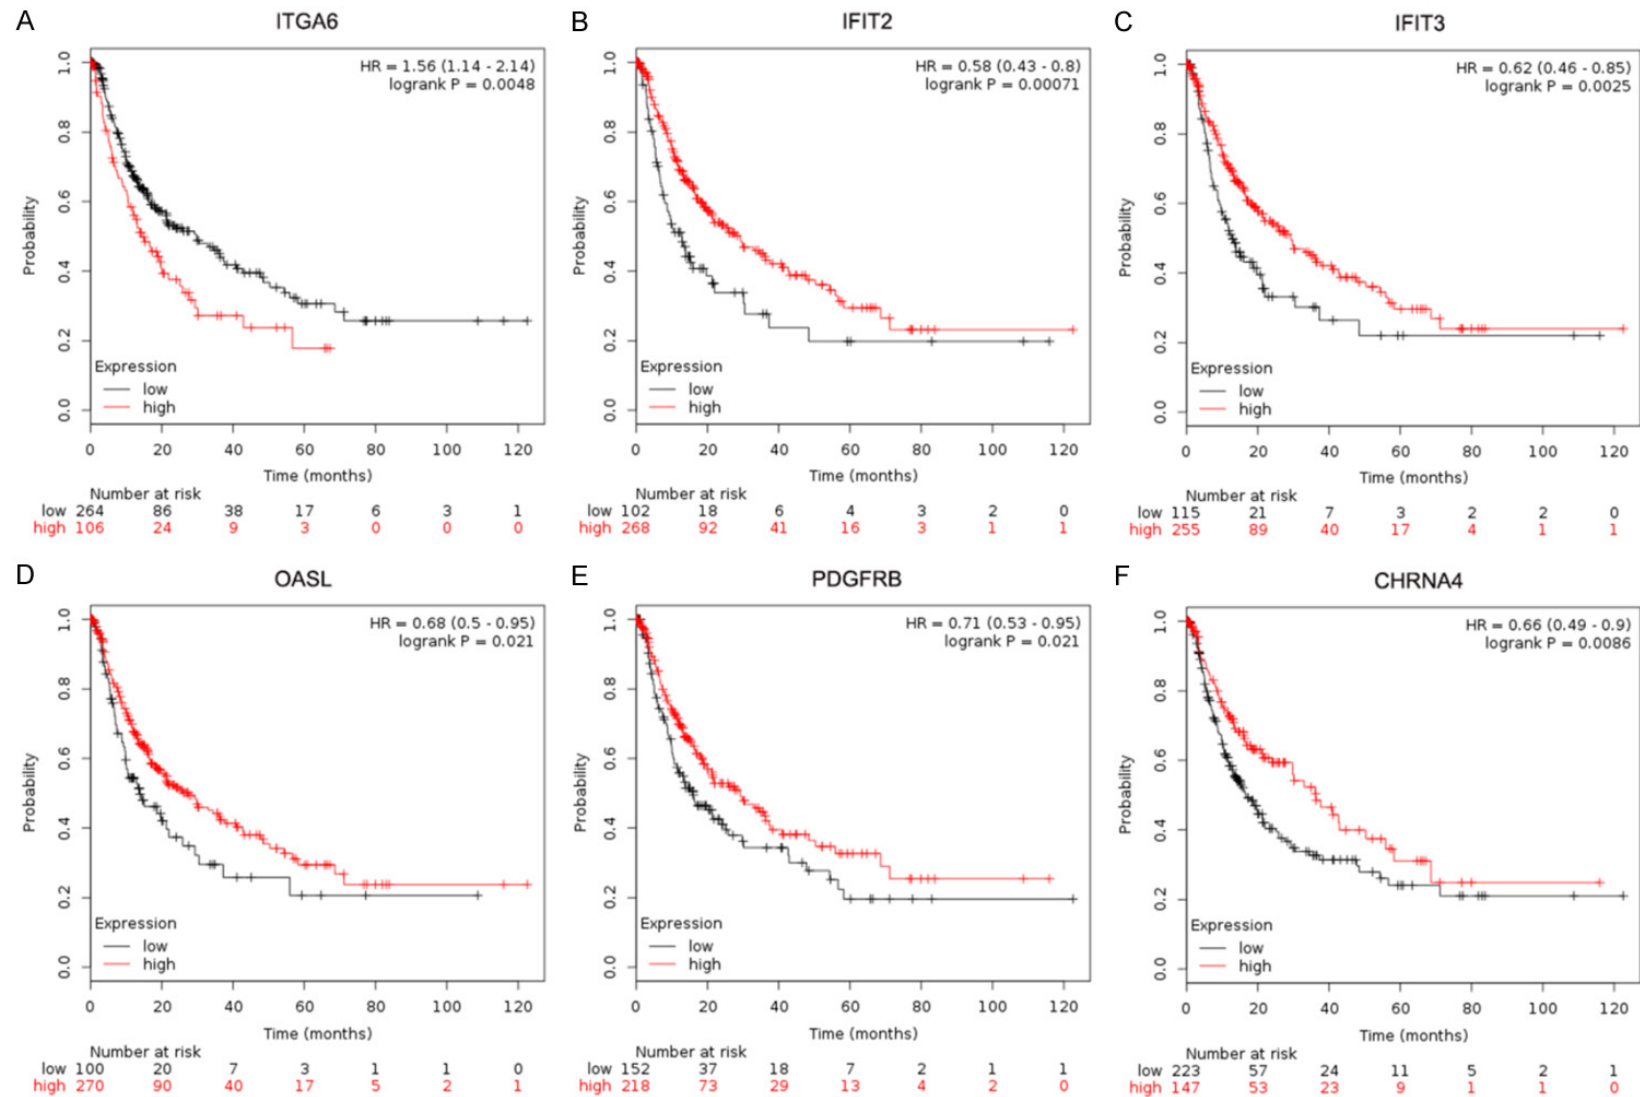 A
ITGA6
HR = 1.56 (1.14 - 2.14)
logrank P = 0.0048
Probability
0.0 0.2 0.4 0.6 0.8 1.0
Expression
low
high
0 20 40 60 80 100 120
Time (months)
Number at risk
low 264 86 38 17 6 3 1
high 106 24 9 3 0 0 0
B
IFIT2
HR = 0.58 (0.43 - 0.8)
logrank P = 0.00071
Probability
0.0 0.2 0.4 0.6 0.8 1.0
Expression
low
high
0 20 40 60 80 100 120
Time (months)
Number at risk
low 102 18 6 4 3 2 0
high 268 92 41 16 3 1 1
C
IFIT3
HR = 0.62 (0.46 - 0.85)
logrank P = 0.0025
Probability
0.0 0.2 0.4 0.6 0.8 1.0
Expression
low
high
0 20 40 60 80 100 120
Time (months)
Number at risk
low 115 21 7 3 2 2 0
high 255 89 40 17 4 1 1
D
OASL
HR = 0.68 (0.5 - 0.95)
logrank P = 0.021
Probability
0.0 0.2 0.4 0.6 0.8 1.0
Expression
low
high
0 20 40 60 80 100 120
Time (months)
Number at risk
low 100 20 7 3 1 1 0
high 270 90 40 17 5 2 1
E
PDGFRB
HR = 0.71 (0.53 - 0.95)
logrank P = 0.021
Probability
0.0 0.2 0.4 0.6 0.8 1.0
Expression
low
high
0 20 40 60 80 100 120
Time (months)
Number at risk
low 152 37 18 7 2 1 1
high 218 73 29 13 4 2 0
F
CHRNA4
HR = 0.66 (0.49 - 0.9)
logrank P = 0.0086
Probability
0.0 0.2 0.4 0.6 0.8 1.0
Expression
low
high
0 20 40 60 80 100 120
Time (months)
Number at risk
low 223 57 24 11 5 2 1
high 147 53 23 9 1 1 0